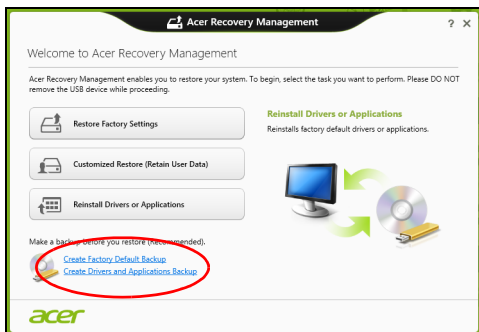 Acer Recovery Management
? X
Welcome to Acer Recovery Management
Acer Recovery Management enables you to restore your system. To begin, select the task you want to perform. Please DO NOT
remove the USB device while proceeding.
Restore Factory Settings
Customized Restore (Retain User Data)
Reinstall Drivers or Applications
Reinstall Drivers or Applications
Reinstalls factory default drivers or applications.
Make a backup before you restore (Recommended).
Create Factory Default Backup
Create Drivers and Applications Backup
acer